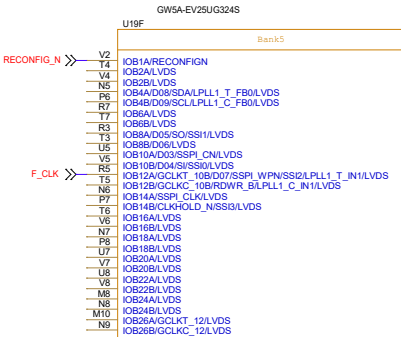 GW5A-EV25UG324S
U19F
Bank5
RECONFIG_N V2 IOB1A/RECONFIGN
T4 IOB2A/LVDS
V4 IOB2B/LVDS
N5 IOB4A/D08/SDA/LPLL1_T_FB0/LVDS
P6 IOB4B/D09/SCL/LPLL1_C_FB0/LVDS
R7 IOB6A/LVDS
T7 IOB6B/LVDS
R3 IOB8A/D05/SO/SSI1/LVDS
T3 IOB8B/D06/LVDS
U5 IOB10A/D03/SSPI_CN/LVDS
V5 IOB10B/D04/SI/SSI0/LVDS
F_CLK R5 IOB12A/GCLKT_10B/D07/SSPI_WPN/SSI2/LPLL1_T_IN1/LVDS
T5 IOB12B/GCLKC_10B/RDWR_B/LPLL1_C_IN1/LVDS
N6 IOB14A/SSPI_CLK/LVDS
P7 IOB14B/CLKHOLD_N/SSI3/LVDS
T6 IOB16A/LVDS
V6 IOB16B/LVDS
N7 IOB18A/LVDS
P8 IOB18B/LVDS
U7 IOB20A/LVDS
V7 IOB20B/LVDS
U8 IOB22A/LVDS
V8 IOB22B/LVDS
M8 IOB24A/LVDS
N8 IOB24B/LVDS
M10 IOB26A/GCLKT_12/LVDS
N9 IOB26B/GCLKC_12/LVDS